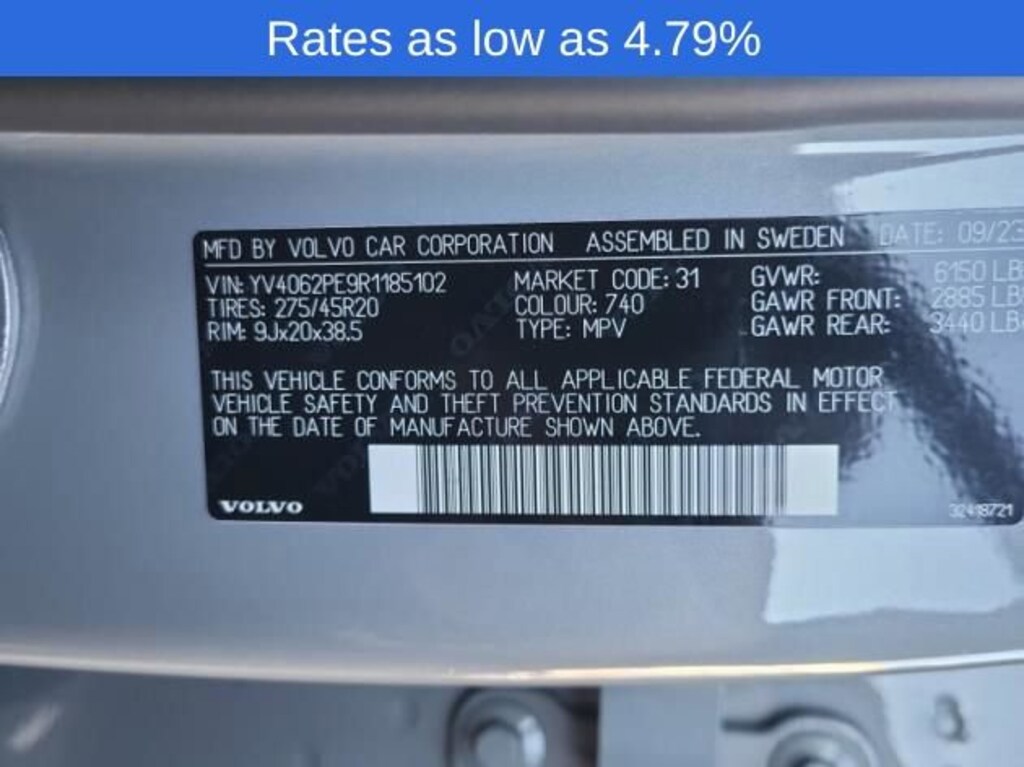 Rates as low as 4.79%
MFD BY VOLVO CAR CORPORATION ASSEMBLED IN SWEDEN DATE: 09/23
VIN: YV4062PE9R1185102 MARKET CODE: 31 GVWR: 6150 LB
TIRES: 275/45R20 COLOUR: 740 GAWR FRONT: 2885 LB
RIM: 9Jx20x38.5 TYPE: MPV GAWR REAR: 3440 LB
THIS VEHICLE CONFORMS TO ALL APPLICABLE FEDERAL MOTOR
VEHICLE SAFETY AND THEFT PREVENTION STANDARDS IN EFFECT
ON THE DATE OF MANUFACTURE SHOWN ABOVE.
VOLVO 32418721